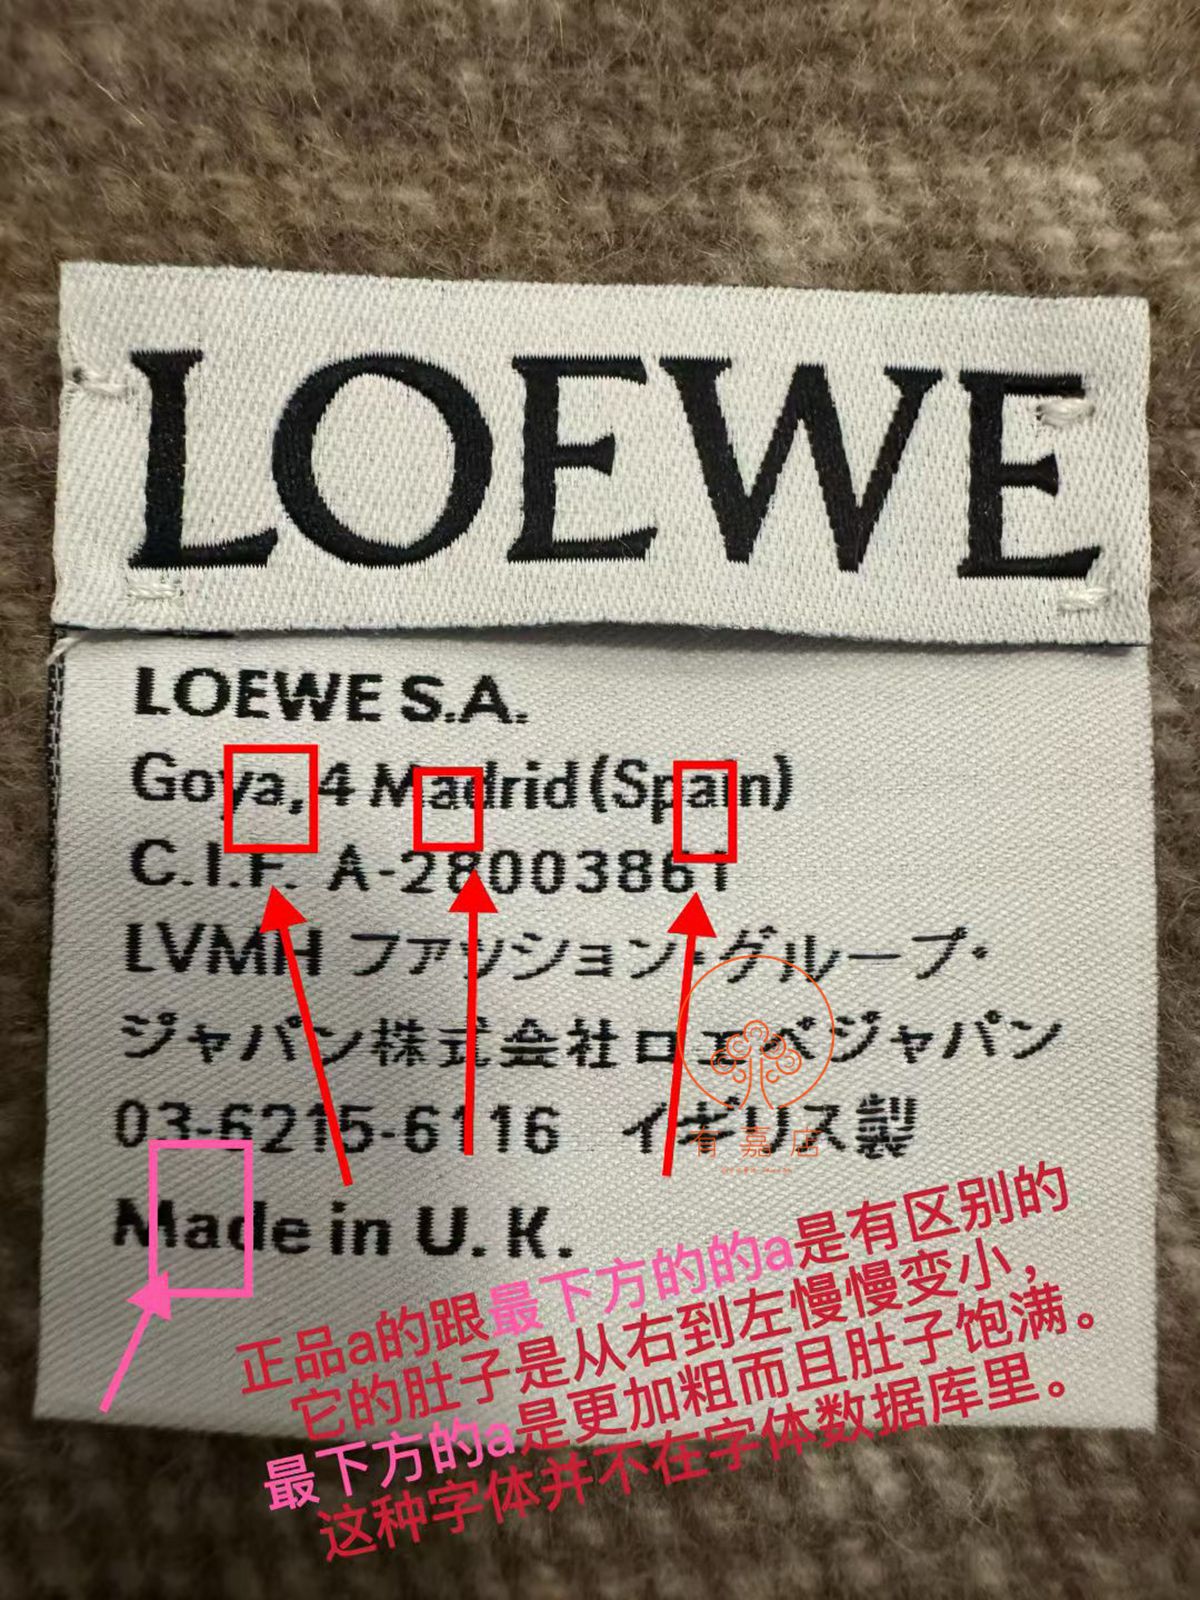 LOEWE
LOEWE S.A.
Goya, 4 Madrid (Spain)
C.I.F. A-28003861
LVMH ファッション・グループ・
ジャパン株式会社ロエベジャパン
03-6215-6116 イギリス製
有嘉店
Made in U. K.
正品a的跟最下方的的a是有区别的
它的肚子是从右到左慢慢变小，
最下方的a是更加粗而且肚子饱满。
这种字体并不在字体数据库里。